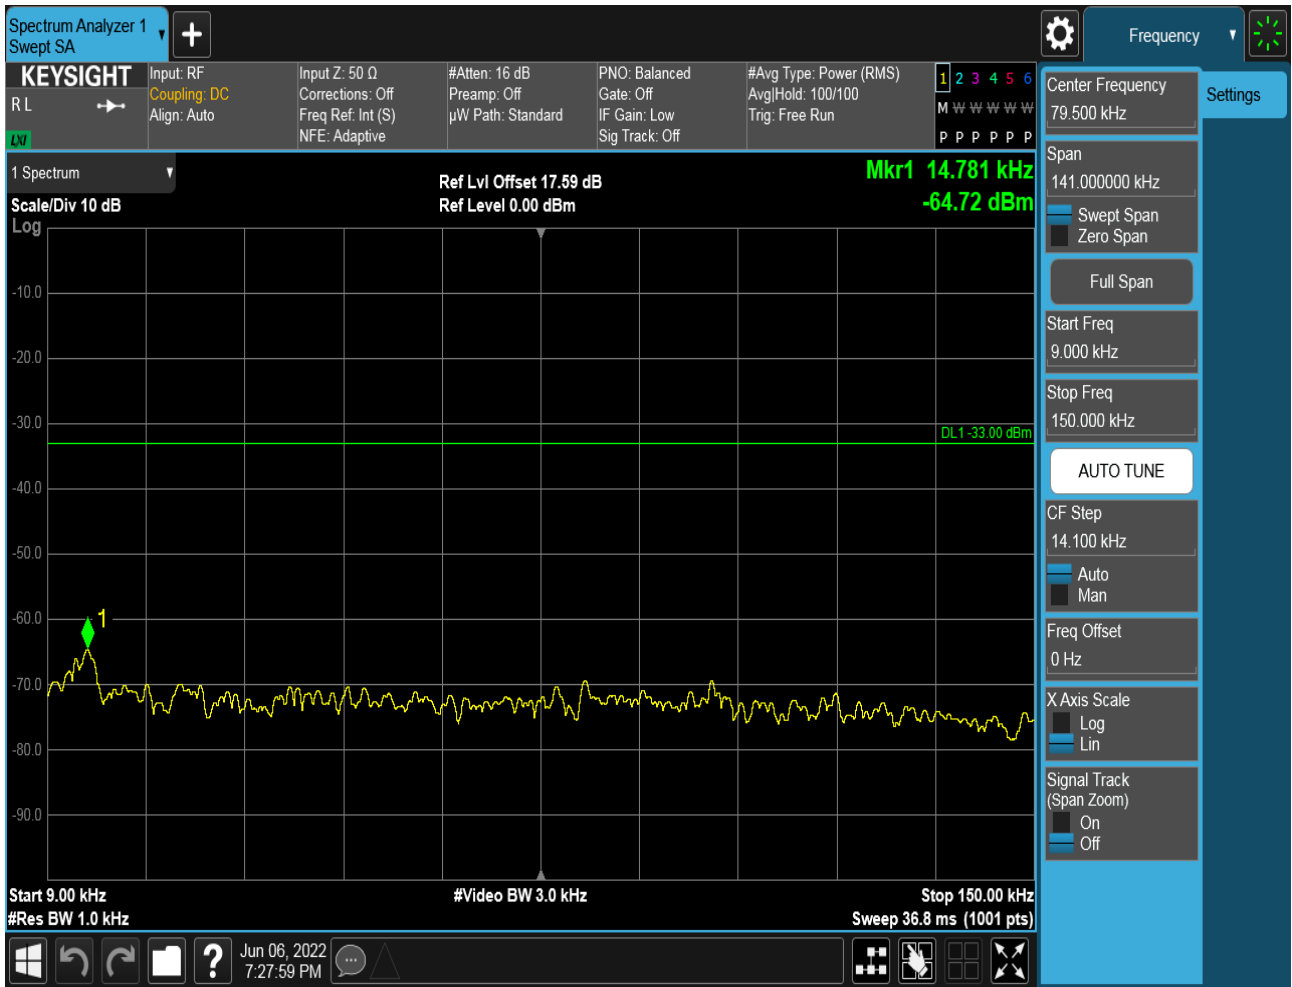 Spectrum Analyzer 1
Swept SA
+
Frequency
KEYSIGHT
R L
LXI
Input: RF
Coupling: DC
Align: Auto
Input Z: 50 Ω
Corrections: Off
Freq Ref: Int (S)
NFE: Adaptive
#Atten: 16 dB
Preamp: Off
µW Path: Standard
PNO: Balanced
Gate: Off
IF Gain: Low
Sig Track: Off
#Avg Type: Power (RMS)
Avg|Hold: 100/100
Trig: Free Run
1 2 3 4 5 6
M W W W W W
P P P P P P
1 Spectrum
Scale/Div 10 dB
Log
Ref Lvl Offset 17.59 dB
Ref Level 0.00 dBm
Mkr1 14.781 kHz
-64.72 dBm
-10.0
-20.0
-30.0
DL1 -33.00 dBm
-40.0
-50.0
-60.0
1
-70.0
-80.0
-90.0
Start 9.00 kHz
#Res BW 1.0 kHz
#Video BW 3.0 kHz
Stop 150.00 kHz
Sweep 36.8 ms (1001 pts)
Center Frequency
79.500 kHz
Settings
Span
141.000000 kHz
Swept Span
Zero Span
Full Span
Start Freq
9.000 kHz
Stop Freq
150.000 kHz
AUTO TUNE
CF Step
14.100 kHz
Auto
Man
Freq Offset
0 Hz
X Axis Scale
Log
Lin
Signal Track
(Span Zoom)
On
Off
?
Jun 06, 2022
7:27:59 PM